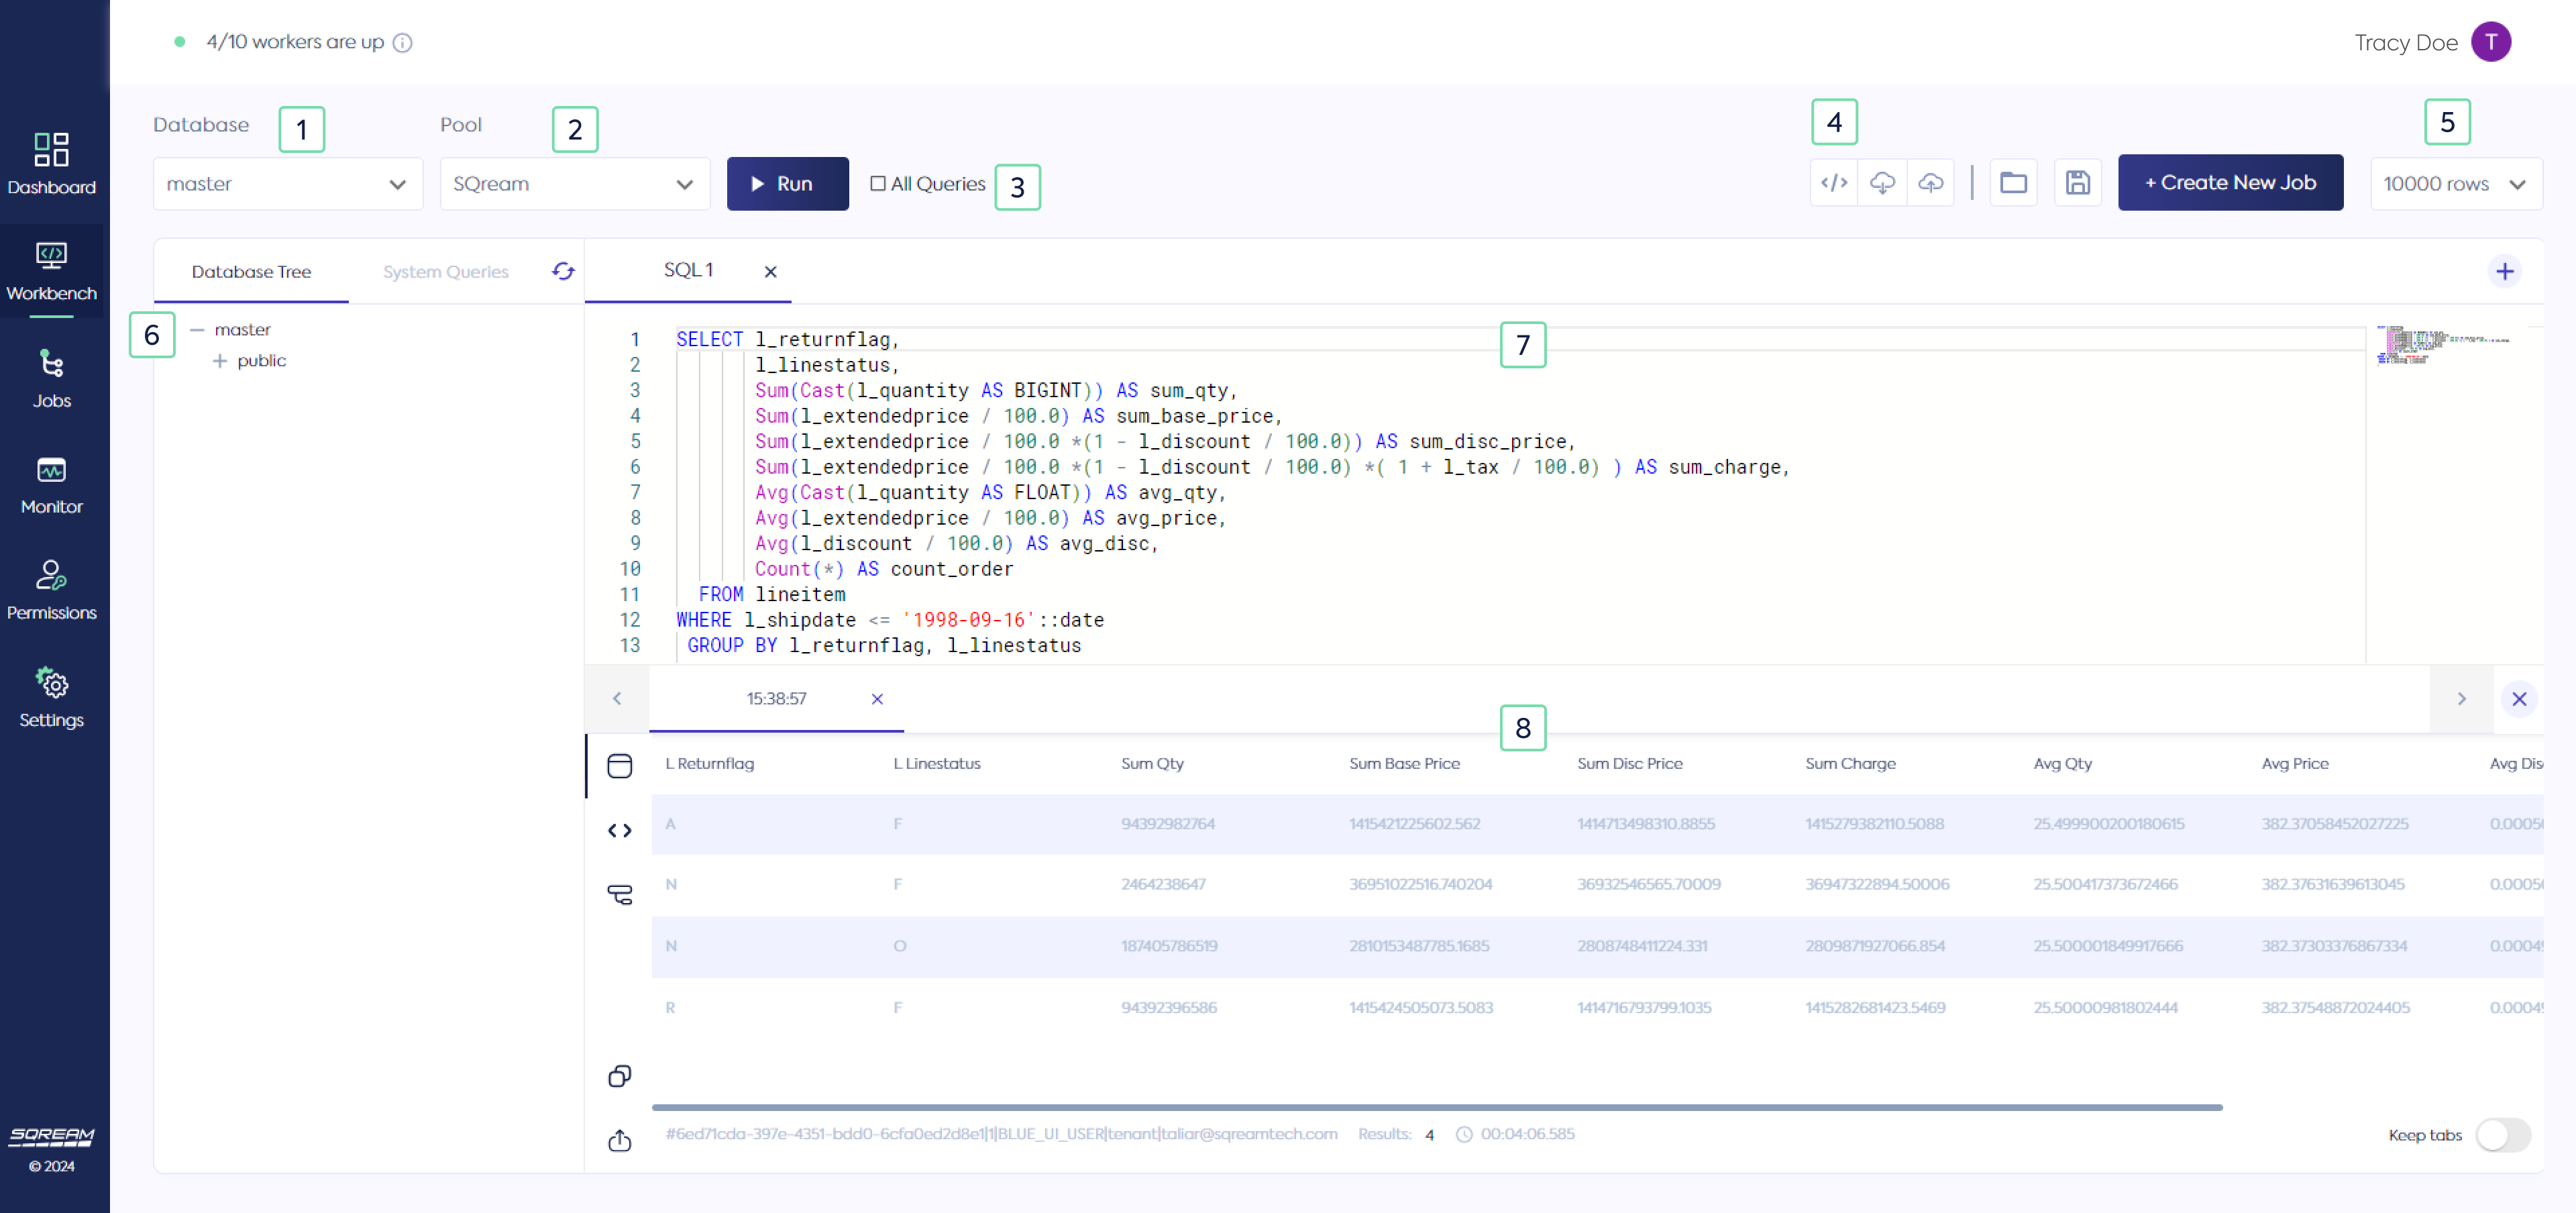 4/10 workers are up
Tracy Doe T
Database 1 Pool 2 4 5
master SQream Run All Queries 3 </> + Create New Job 10000 rows
Dashboard
Workbench
Jobs
Monitor
Permissions
Settings
SQREAM
© 2024
Database Tree System Queries SQL 1
6 master
public
7
1 SELECT l_returnflag,
2 l_linestatus,
3 Sum(Cast(l_quantity AS BIGINT)) AS sum_qty,
4 Sum(l_extendedprice / 100.0) AS sum_base_price,
5 Sum(l_extendedprice / 100.0 *(1 - l_discount / 100.0)) AS sum_disc_price,
6 Sum(l_extendedprice / 100.0 *(1 - l_discount / 100.0) *( 1 + l_tax / 100.0) ) AS sum_charge,
7 Avg(Cast(l_quantity AS FLOAT)) AS avg_qty,
8 Avg(l_extendedprice / 100.0) AS avg_price,
9 Avg(l_discount / 100.0) AS avg_disc,
10 Count(*) AS count_order
11 FROM lineitem
12 WHERE l_shipdate <= '1998-09-16'::date
13 GROUP BY l_returnflag, l_linestatus
15:38:57
8
L Returnflag L Linestatus Sum Qty Sum Base Price Sum Disc Price Sum Charge Avg Qty Avg Price Avg Dis
A F 94392982764 1415421225602.562 1414713498310.8855 1415279382110.5088 25.499900200180615 382.37058452027225 0.0005
N F 2464238647 36951022516.740204 36932546565.70009 36947322894.50006 25.500417373672466 382.37631639613045 0.0005
N O 187405786519 2810153487785.1685 2808748411224.331 2809871927066.854 25.500001849917666 382.37303376867334 0.0004
R F 94392396586 1415424505073.5083 1414716793799.1035 1415282681423.5469 25.50000981802444 382.37548872024405 0.0004
#6ed71cda-397e-4351-bdd0-6cfa0ed2d8e1|1|BLUE_UI_USER|tenant|taliar@sqreamtech.com Results: 4 00:04:06.585
Keep tabs